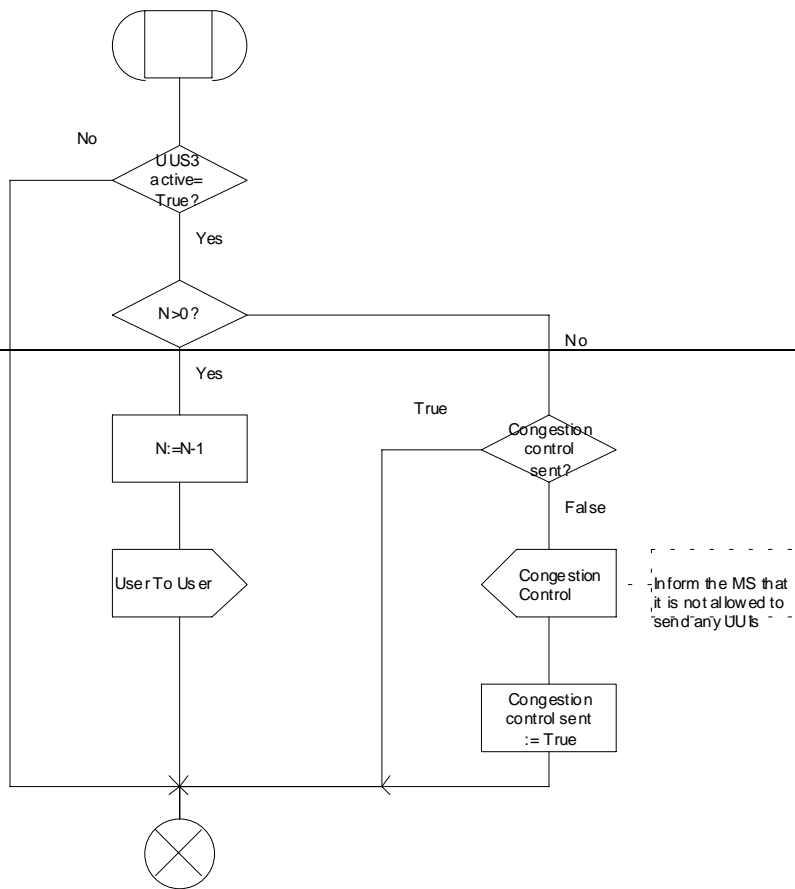 No
UUS3
active=
True?
Yes
N>0?
No
Yes
True
N:=N-1
Congestion
control
sent?
False
User To User
Congestion
Control
Inform the MS that
it is not allowed to
send any UUIs
Congestion
control sent
:= True